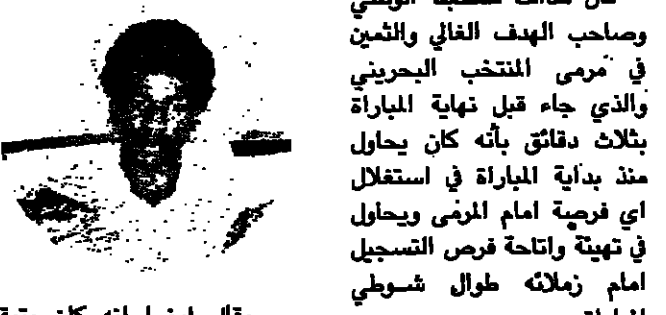 وصاحب الهدف الغالي والثمين
في مرمى المنتخب البحريني
والذي جاء قبل نهاية المباراة
بثلاث دقائق بأنه كان يحاول
منذ بداية المباراة في استغلال
اي فرصة امام المرمى ويحاول
في تهيئة واتاحة فرص التسجيل
امام زملائه طوال شوطي